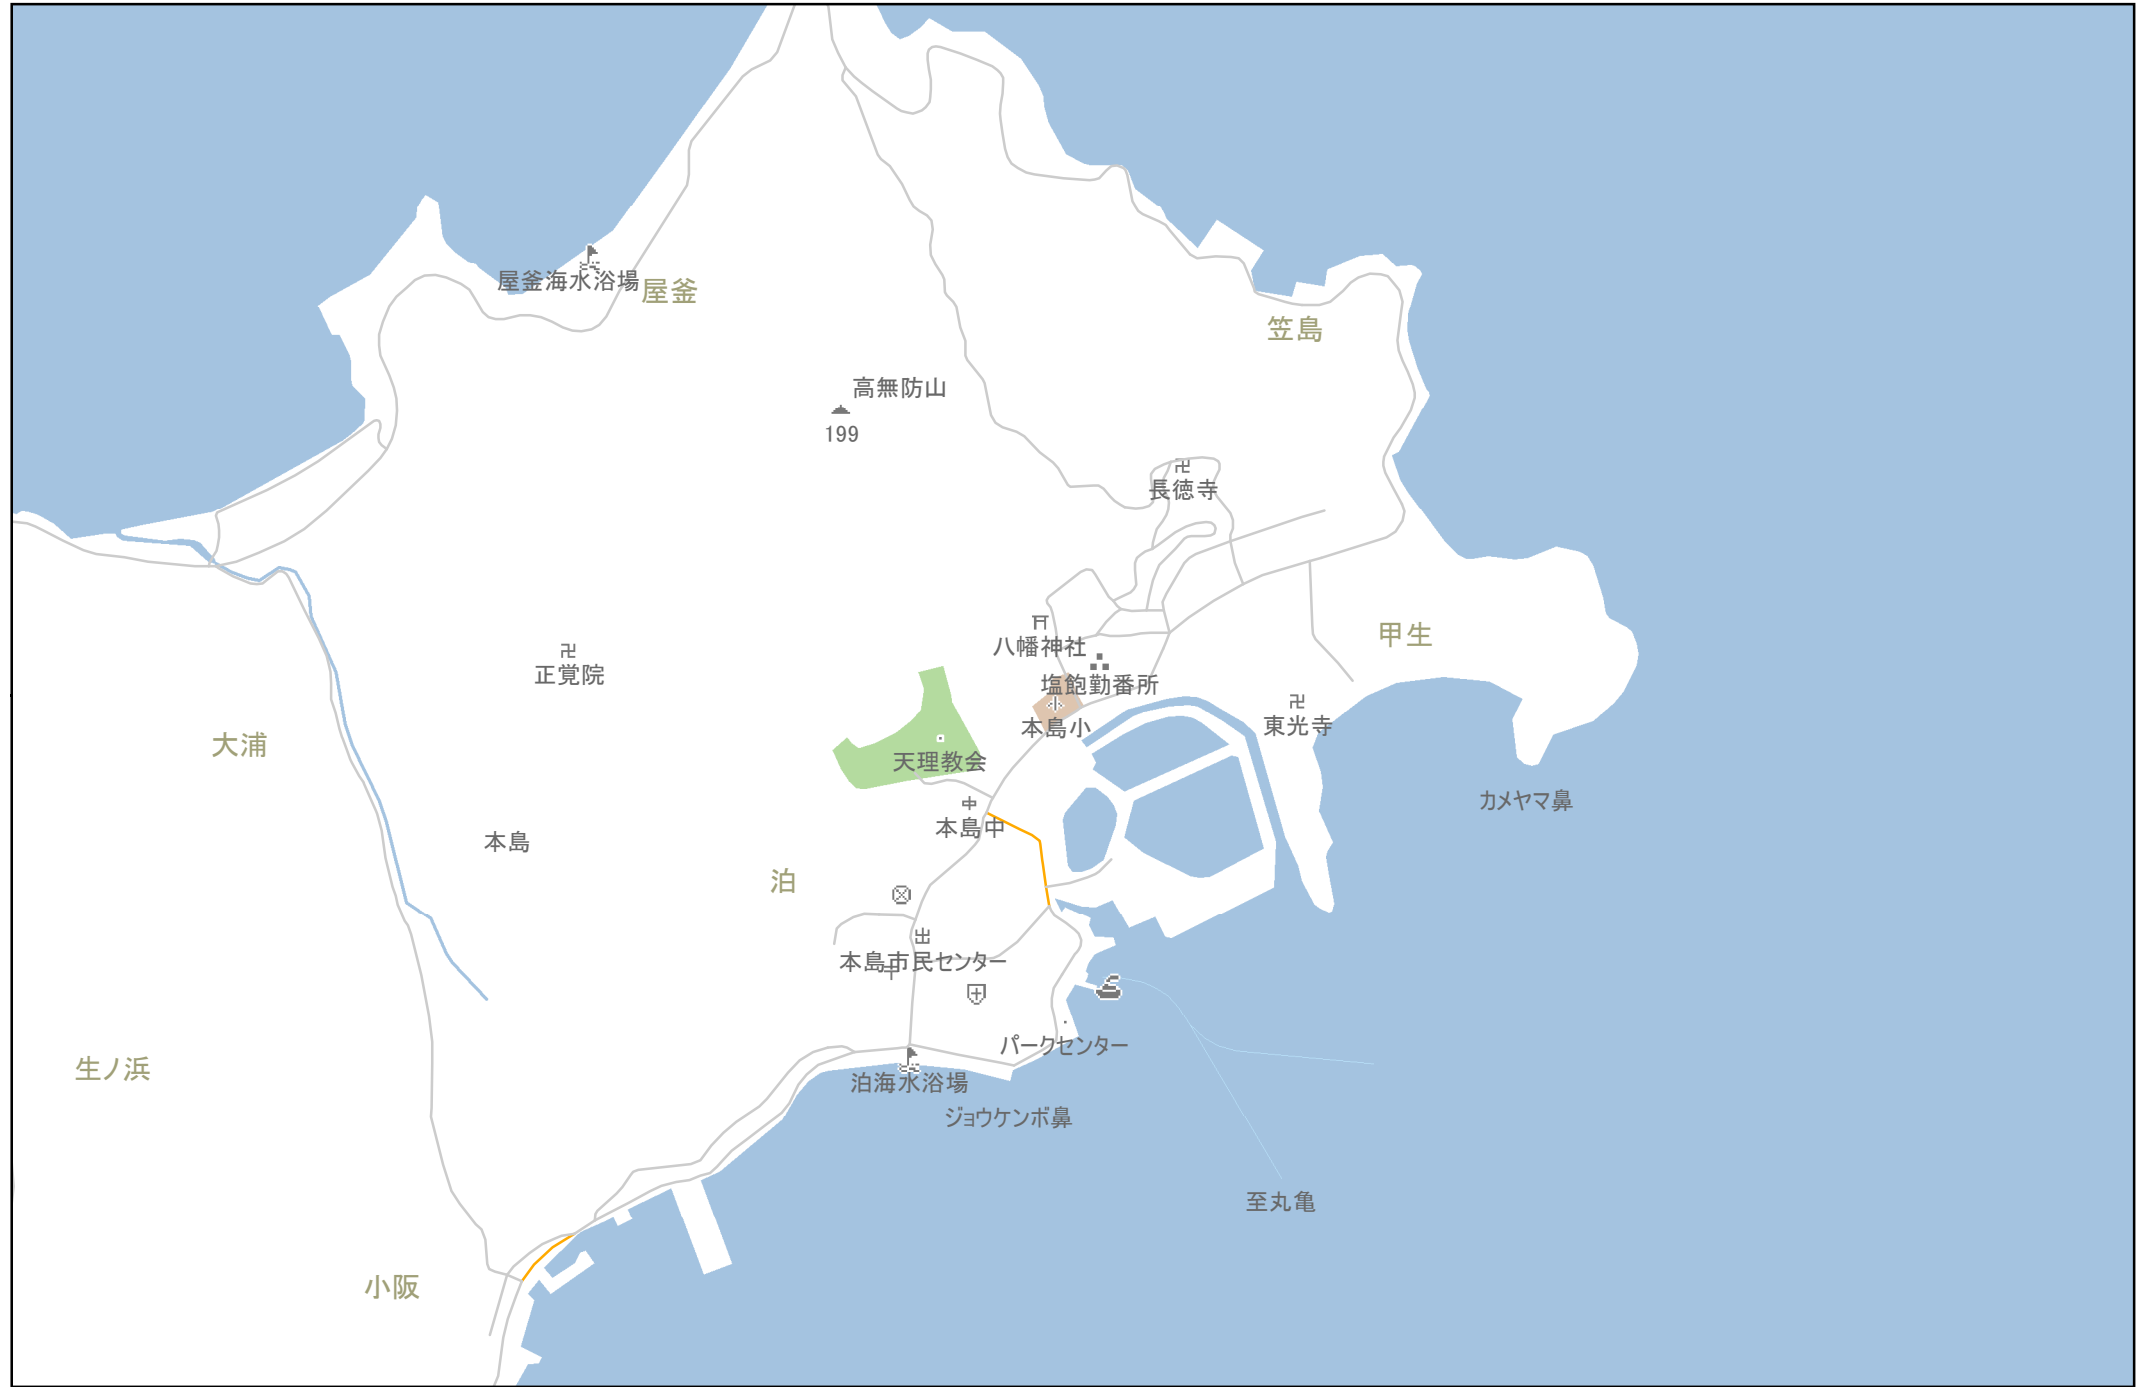 屋釜海水浴場
屋釜
笠島
高無防山
199
長徳寺
八幡神社
甲生
正覚院
塩飽勤番所
本島小
東光寺
大浦
天理教会
カメヤマ鼻
本島中
本島
泊
本島市民センター
パークセンター
生ノ浜
泊海水浴場
ジョウケンボ鼻
至丸亀
小阪